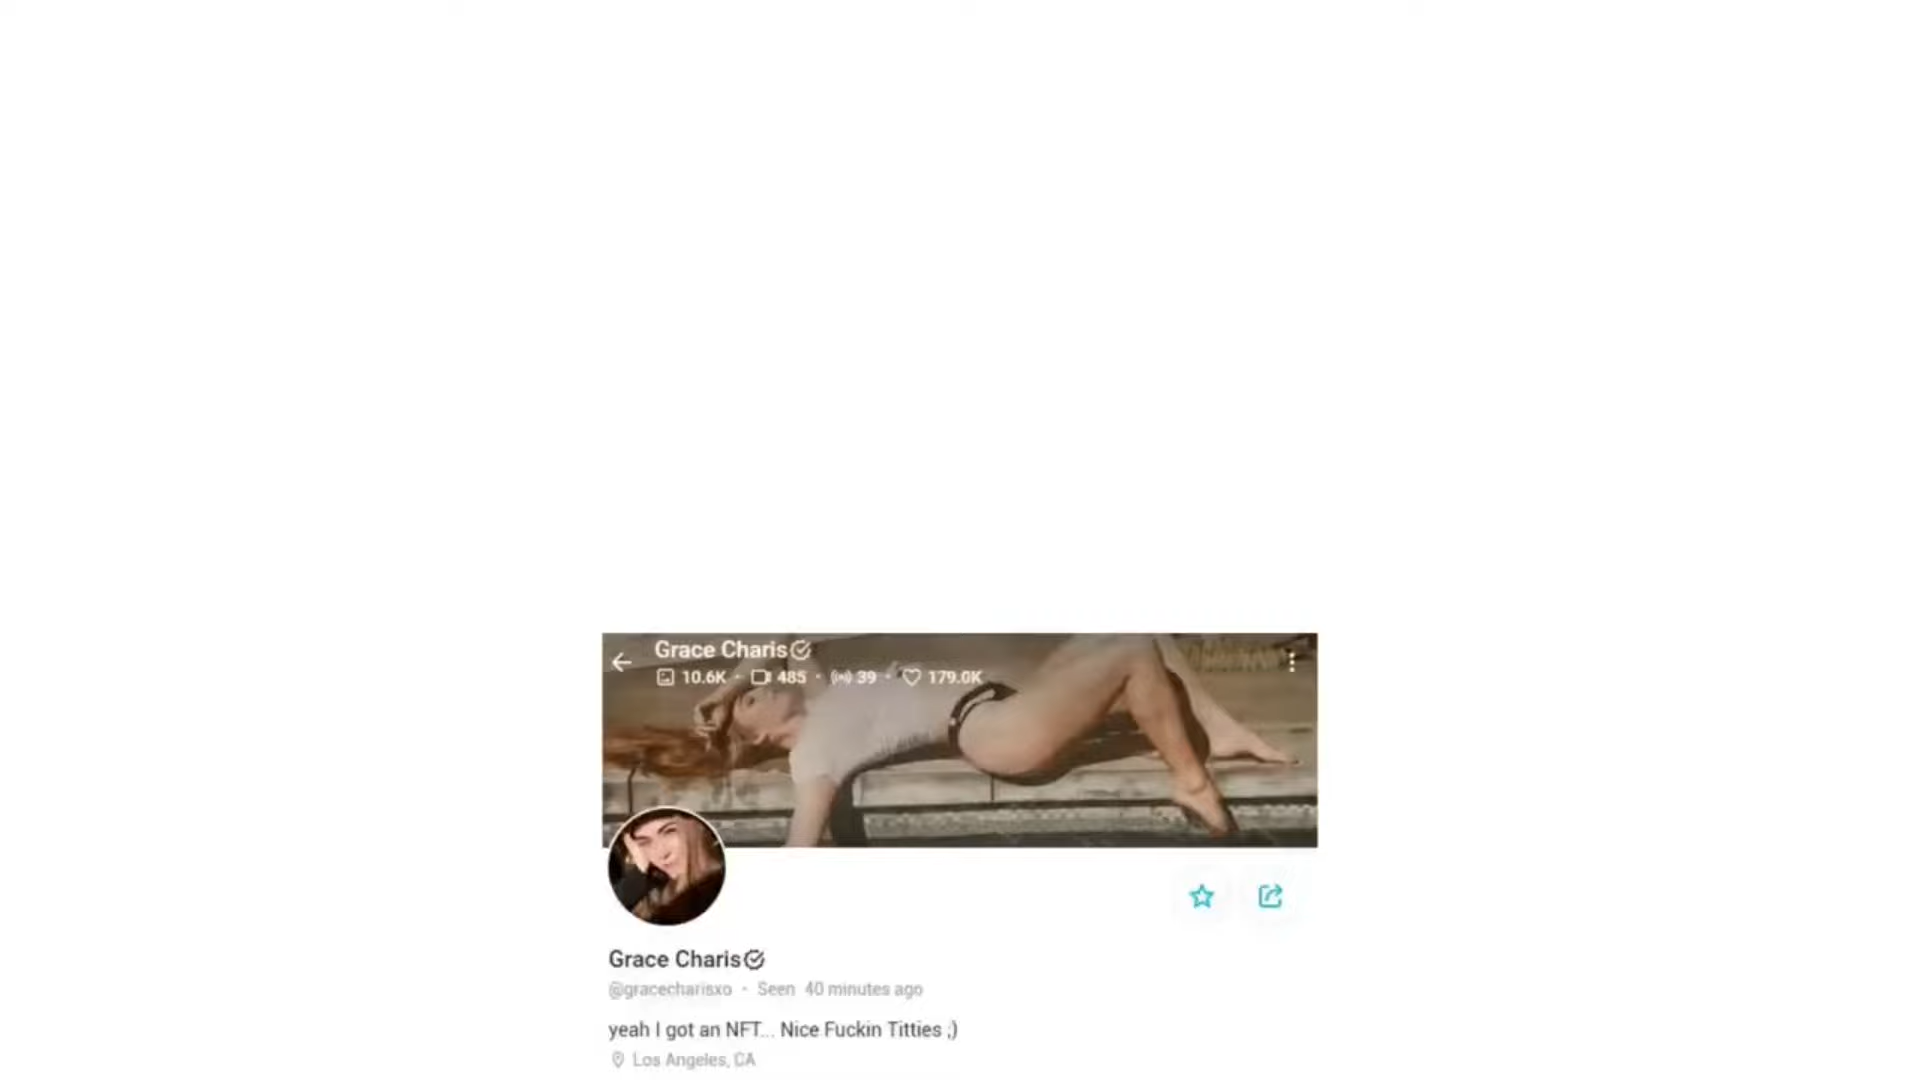 Grace Charis
10.6K · 485 · 39 · 179.0K
Grace Charis
@gracecharisxo · Seen 40 minutes ago
yeah I got an NFT... Nice Fuckin Titties ;)
Los Angeles, CA